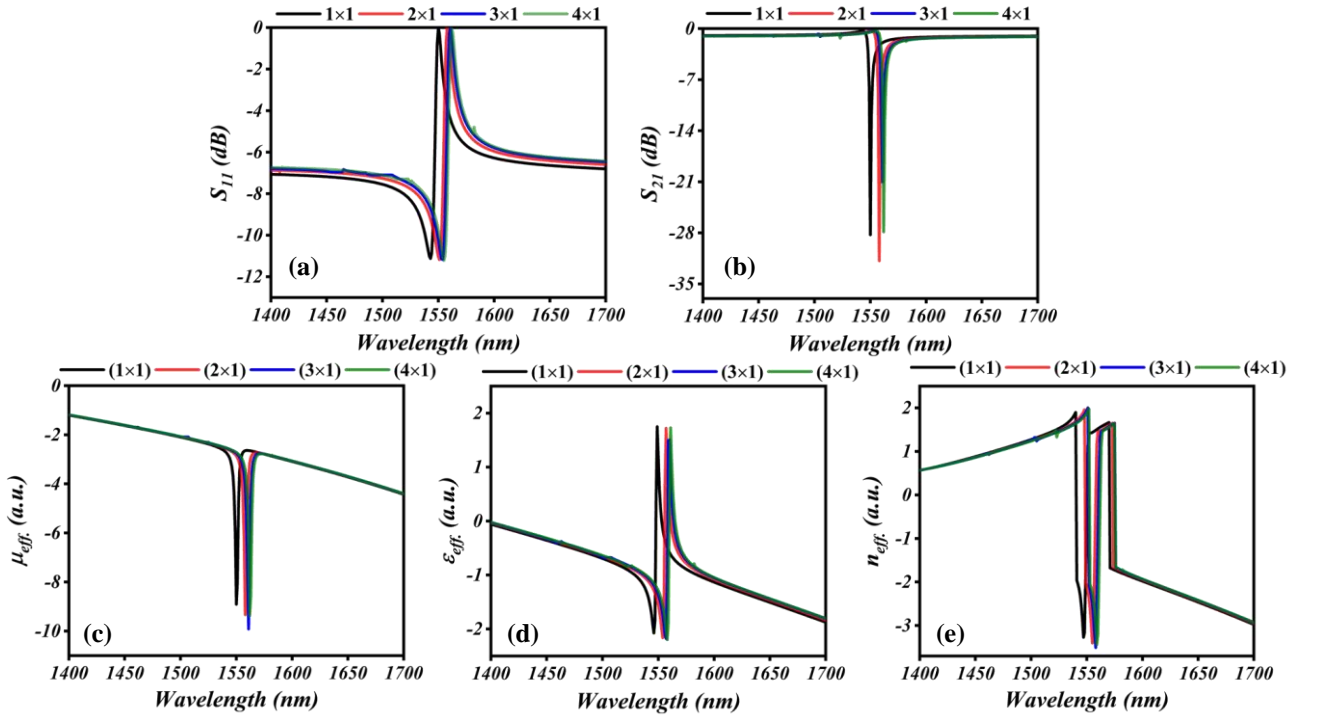 1×1 2×1 3×1 4×1
0
-2
-4
-6
-8
-10
-12
S11 (dB)
(a)
1400 1450 1500 1550 1600 1650 1700
Wavelength (nm)
1×1 2×1 3×1 4×1
0
-7
-14
-21
-28
-35
S21 (dB)
(b)
1400 1450 1500 1550 1600 1650 1700
Wavelength (nm)
(1×1) (2×1) (3×1) (4×1)
0
-2
-4
-6
-8
-10
μeff. (a.u.)
(c)
1400 1450 1500 1550 1600 1650 1700
Wavelength (nm)
(1×1) (2×1) (3×1) (4×1)
2
1
0
-1
-2
εeff. (a.u.)
(d)
1400 1450 1500 1550 1600 1650 1700
Wavelength (nm)
(1×1) (2×1) (3×1) (4×1)
2
1
0
-1
-2
-3
neff. (a.u.)
(e)
1400 1450 1500 1550 1600 1650 1700
Wavelength (nm)